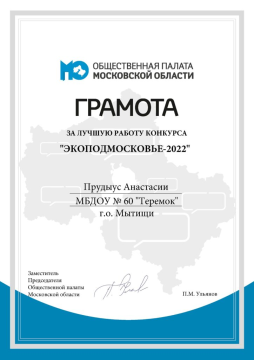 МО ОБЩЕСТВЕННАЯ ПАЛАТА
МОСКОВСКОЙ ОБЛАСТИ
ГРАМОТА
ЗА ЛУЧШУЮ РАБОТУ КОНКУРСА
"ЭКОПОДМОСКОВЬЕ-2022"
Прудыус Анастасии
МБДОУ № 60 "Теремок"
г.о. Мытищи
Заместитель
Председателя
Общественной палаты
Московской области
П.М. Ульянов